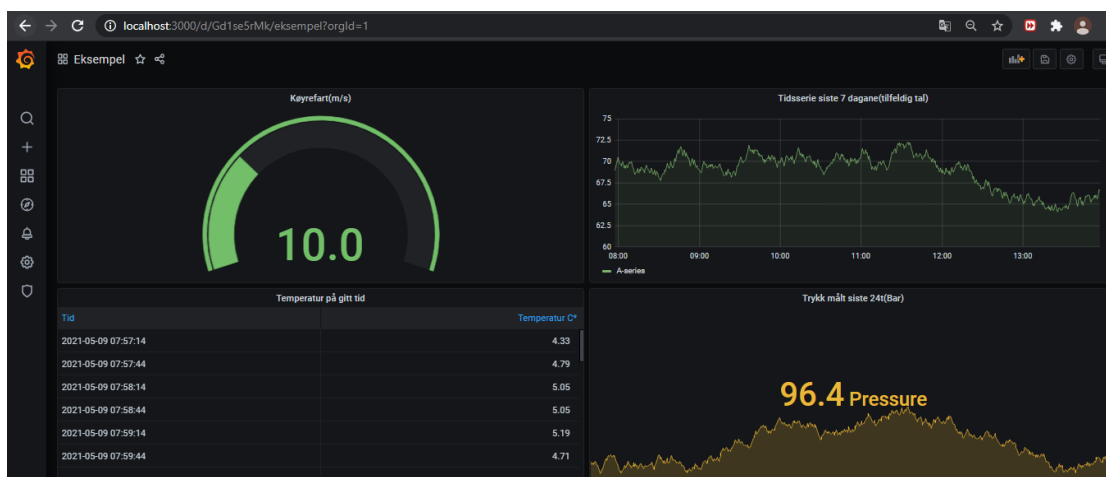 localhost:3000/d/Gd1se5rMk/eksempel?orgId=1
Eksempel
Køyrefart(m/s)
10.0
Tidsserie siste 7 dagane(tilfeldig tal)
75
72.5
70
67.5
65
62.5
60
08:00 09:00 10:00 11:00 12:00 13:00
A-series
Temperatur på gitt tid
Tid Temperatur C*
2021-05-09 07:57:14 4.33
2021-05-09 07:57:44 4.79
2021-05-09 07:58:14 5.05
2021-05-09 07:58:44 5.05
2021-05-09 07:59:14 5.19
2021-05-09 07:59:44 4.71
Trykk målt siste 24t(Bar)
96.4 Pressure